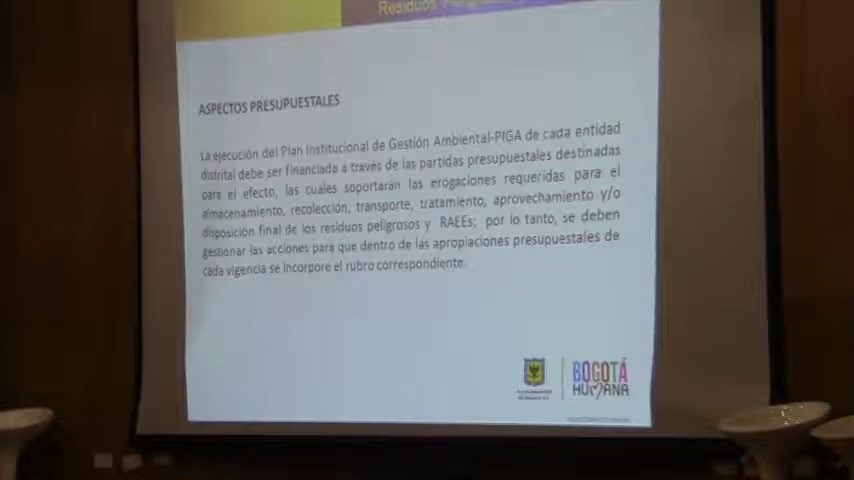 Residuos
ASPECTOS PRESUPUESTALES
La ejecución del Plan Institucional de Gestión Ambiental-PIGA de cada entidad
distrital debe ser financiada a través de las partidas presupuestales destinadas
para el efecto, las cuales soportarán las erogaciones requeridas para el
almacenamiento, recolección, transporte, tratamiento, aprovechamiento y/o
disposición final de los residuos peligrosos y RAEEs; por lo tanto, se deben
gestionar las acciones para que dentro de las apropiaciones presupuestales de
cada vigencia se incorpore el rubro correspondiente.
BOGOTÁ
HUMANA